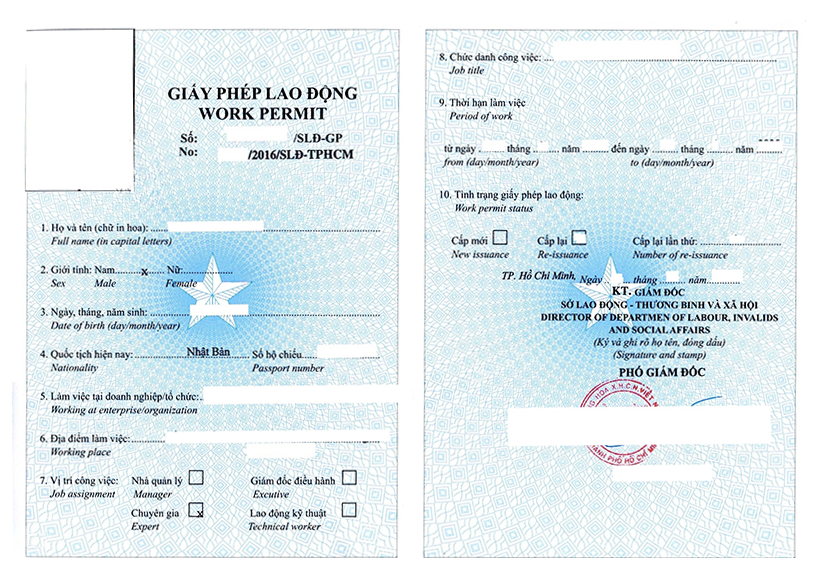 GIẤY PHÉP LAO ĐỘNG
WORK PERMIT
Số: /SLĐ-GP
No: /2016/SLĐ-TPHCM
1. Họ và tên (chữ in hoa):
Full name (in capital letters)
2. Giới tính: Nam x Nữ:
Sex Male Female
3. Ngày, tháng, năm sinh:
Date of birth (day/month/year)
4. Quốc tịch hiện nay: Nhật Bản Số hộ chiếu
Nationality Passport number
5. Làm việc tại doanh nghiệp/tổ chức:
Working at enterprise/organization
6. Địa điểm làm việc:
Working place
7. Vị trí công việc: Nhà quản lý Giám đốc điều hành
Job assignment Manager Excutive
Chuyên gia x Lao động kỹ thuật
Expert Technical worker
8. Chức danh công việc:
Job title
9. Thời hạn làm việc
Period of work
từ ngày tháng năm đến ngày tháng năm
from (day/month/year) to (day/month/year)
10. Tình trạng giấy phép lao động:
Work permit status
Cấp mới Cấp lại Cấp lại lần thứ:
New issuance Re-issuance Number of re-issuance
TP. Hồ Chí Minh, Ngày tháng năm
KT. GIÁM ĐỐC
SỞ LAO ĐỘNG - THƯƠNG BINH VÀ XÃ HỘI
DIRECTOR OF DEPARTMEN OF LABOUR, INVALIDS
AND SOCIAL AFFAIRS
(Ký và ghi rõ họ tên, đóng dấu)
(Signature and stamp)
PHÓ GIÁM ĐỐC
X.H.C.N.VIỆT N
THÀNH PHỐ HỒ CHÍ M